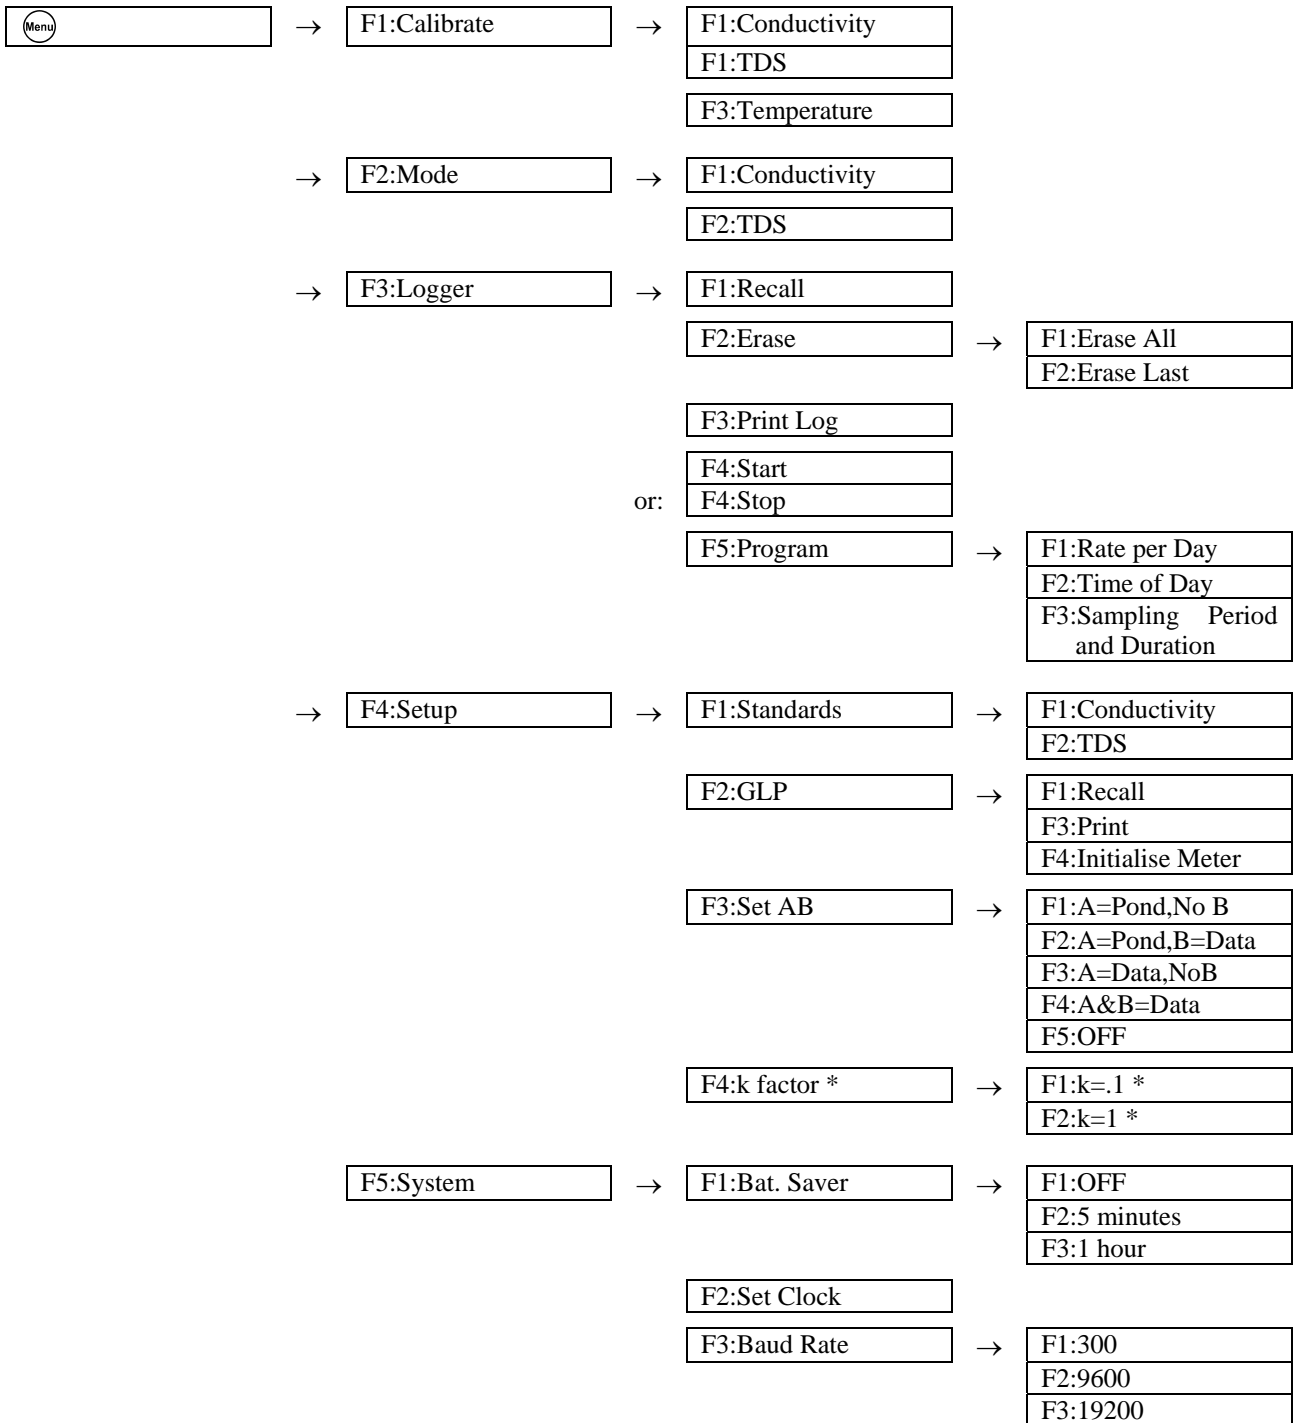 Menu → F1:Calibrate → F1:Conductivity
F1:TDS
F3:Temperature
→ F2:Mode → F1:Conductivity
F2:TDS
→ F3:Logger → F1:Recall
F2:Erase → F1:Erase All
F2:Erase Last
F3:Print Log
F4:Start
or: F4:Stop
F5:Program → F1:Rate per Day
F2:Time of Day
F3:Sampling Period
and Duration
→ F4:Setup → F1:Standards → F1:Conductivity
F2:TDS
F2:GLP → F1:Recall
F3:Print
F4:Initialise Meter
F3:Set AB → F1:A=Pond,No B
F2:A=Pond,B=Data
F3:A=Data,NoB
F4:A&B=Data
F5:OFF
F4:k factor * → F1:k=.1 *
F2:k=1 *
F5:System → F1:Bat. Saver → F1:OFF
F2:5 minutes
F3:1 hour
F2:Set Clock
F3:Baud Rate → F1:300
F2:9600
F3:19200